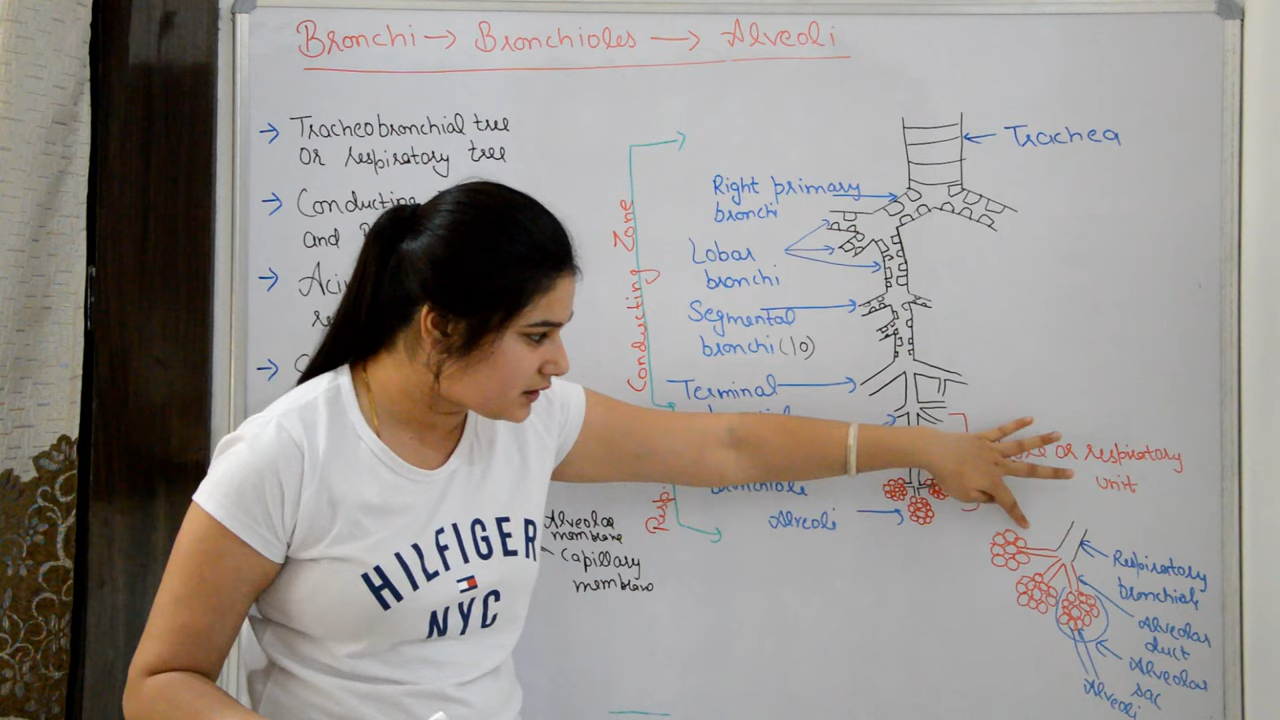 Bronchi → Bronchioles → Alveoli
→ Tracheobronchial tree
or respiratory tree
→ Conducting
and
→
→
Conducting Zone
Trachea
Right primary
bronchi
Lobar
bronchi
Segmental
bronchi (10)
Terminal
or respiratory
unit
bronchiole
Alveoli
Resp.
Alveolar
membrane
Capillary
membrane
HILFIGER
NYC
Respiratory
bronchiole
Alveolar
duct
Alveolar
sac
Alveoli